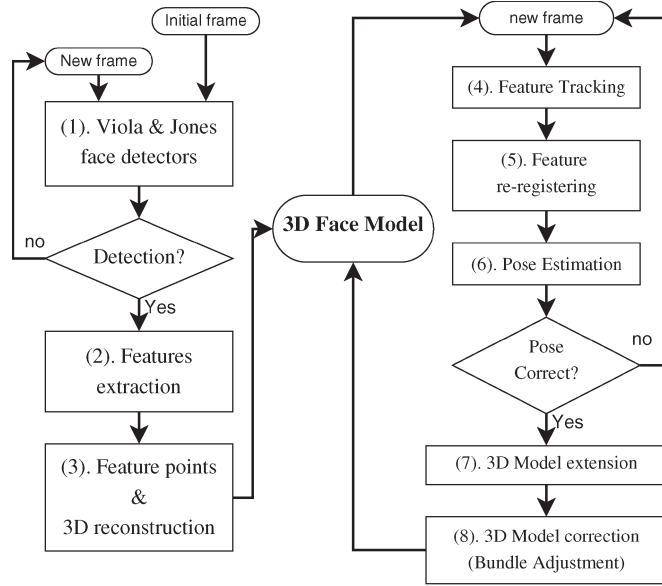 Initial frame
New frame
(1). Viola & Jones
face detectors
no
Detection?
Yes
(2). Features
extraction
(3). Feature points
&
3D reconstruction
3D Face Model
new frame
(4). Feature Tracking
(5). Feature
re-registering
(6). Pose Estimation
no
Pose
Correct?
Yes
(7). 3D Model extension
(8). 3D Model correction
(Bundle Adjustment)